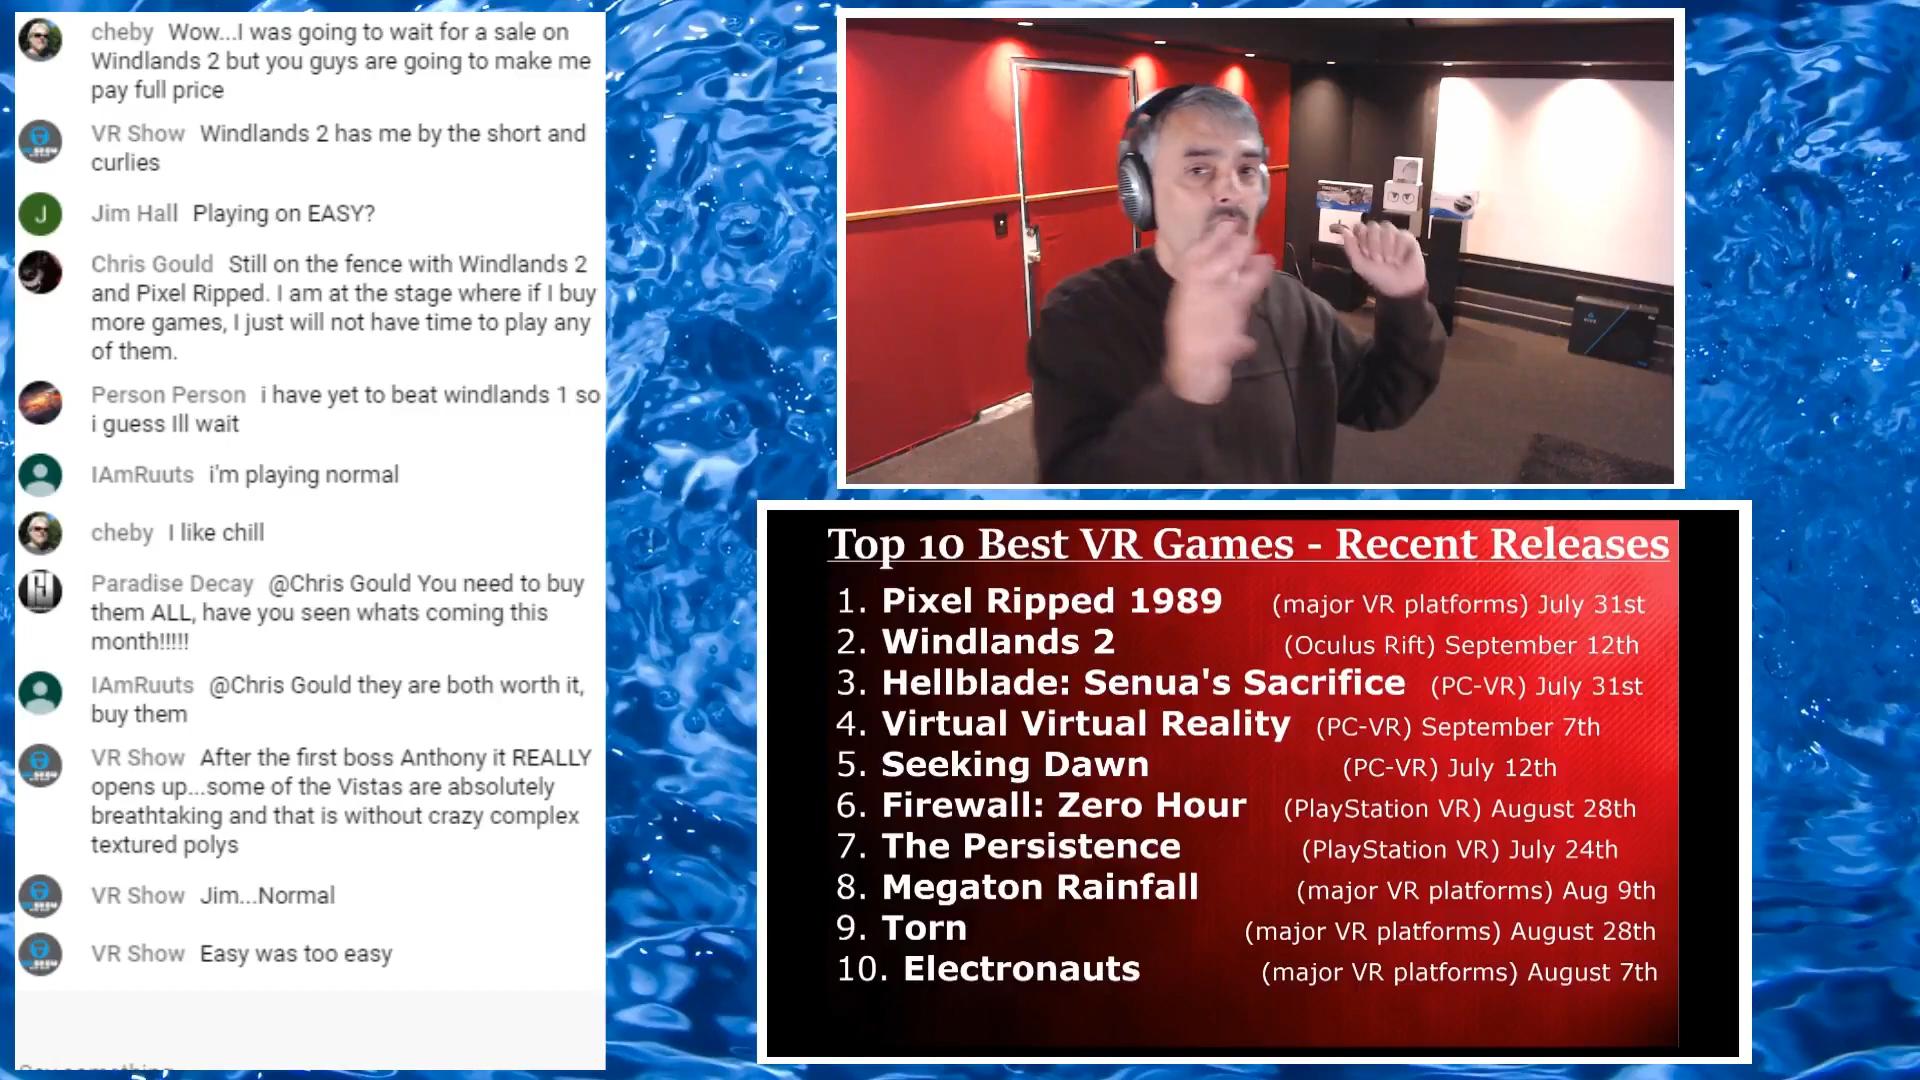 cheby Wow...I was going to wait for a sale on
Windlands 2 but you guys are going to make me
pay full price
VR Show Windlands 2 has me by the short and
curlies
J
Jim Hall Playing on EASY?
Chris Gould Still on the fence with Windlands 2
and Pixel Ripped. I am at the stage where if I buy
more games, I just will not have time to play any
of them.
Person Person i have yet to beat windlands 1 so
i guess Ill wait
IAmRuuts i'm playing normal
cheby I like chill
Paradise Decay @Chris Gould You need to buy
them ALL, have you seen whats coming this
month!!!!!
IAmRuuts @Chris Gould they are both worth it,
buy them
VR Show After the first boss Anthony it REALLY
opens up...some of the Vistas are absolutely
breathtaking and that is without crazy complex
textured polys
VR Show Jim...Normal
VR Show Easy was too easy
Top 10 Best VR Games - Recent Releases
1. Pixel Ripped 1989 (major VR platforms) July 31st
2. Windlands 2 (Oculus Rift) September 12th
3. Hellblade: Senua's Sacrifice (PC-VR) July 31st
4. Virtual Virtual Reality (PC-VR) September 7th
5. Seeking Dawn (PC-VR) July 12th
6. Firewall: Zero Hour (PlayStation VR) August 28th
7. The Persistence (PlayStation VR) July 24th
8. Megaton Rainfall (major VR platforms) Aug 9th
9. Torn (major VR platforms) August 28th
10. Electronauts (major VR platforms) August 7th